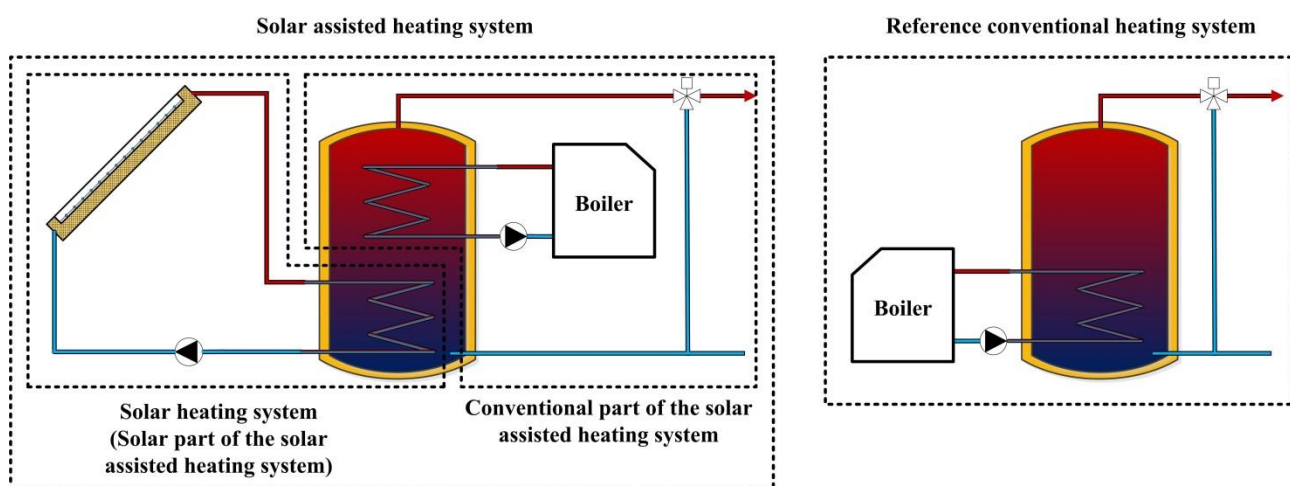 Solar assisted heating system
Reference conventional heating system
Boiler
Boiler
Solar heating system
(Solar part of the solar
assisted heating system)
Conventional part of the solar
assisted heating system